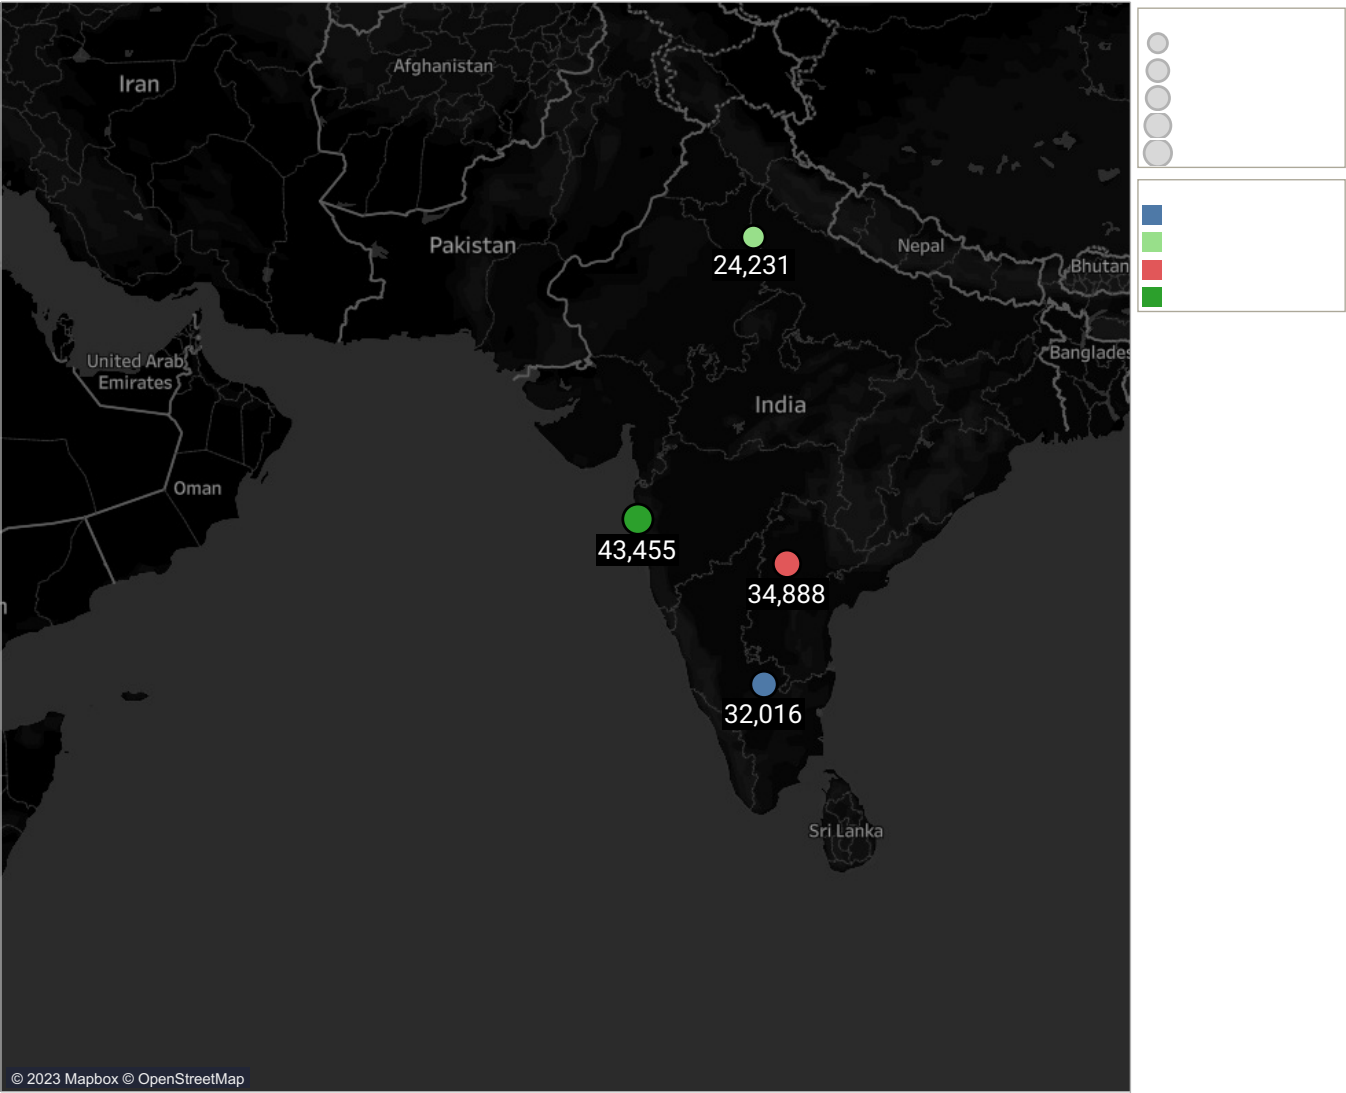 Afghanistan
Iran
Pakistan
Nepal
24,231
Bhutan
Banglades
United Arab
Emirates
India
Oman
43,455
34,888
32,016
Sri Lanka
© 2023 Mapbox © OpenStreetMap